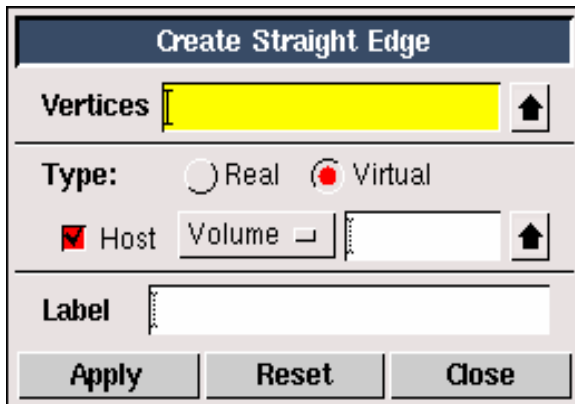 Create Straight Edge
Vertices
Type: Real Virtual
Host Volume
Label
Apply Reset Close